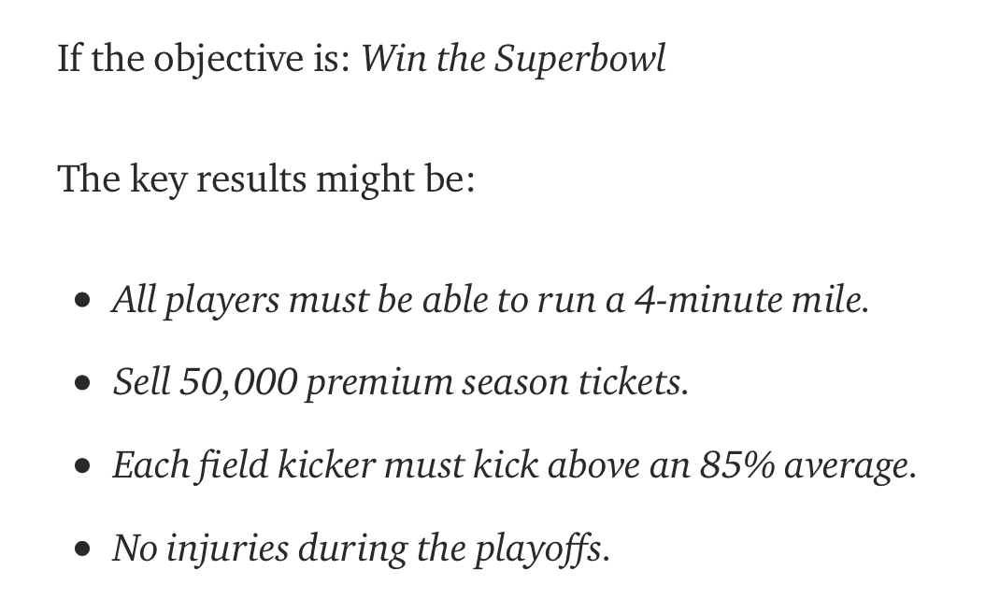 If the objective is: Win the Superbowl
The key results might be:
• All players must be able to run a 4-minute mile.
• Sell 50,000 premium season tickets.
• Each field kicker must kick above an 85% average.
• No injuries during the playoffs.